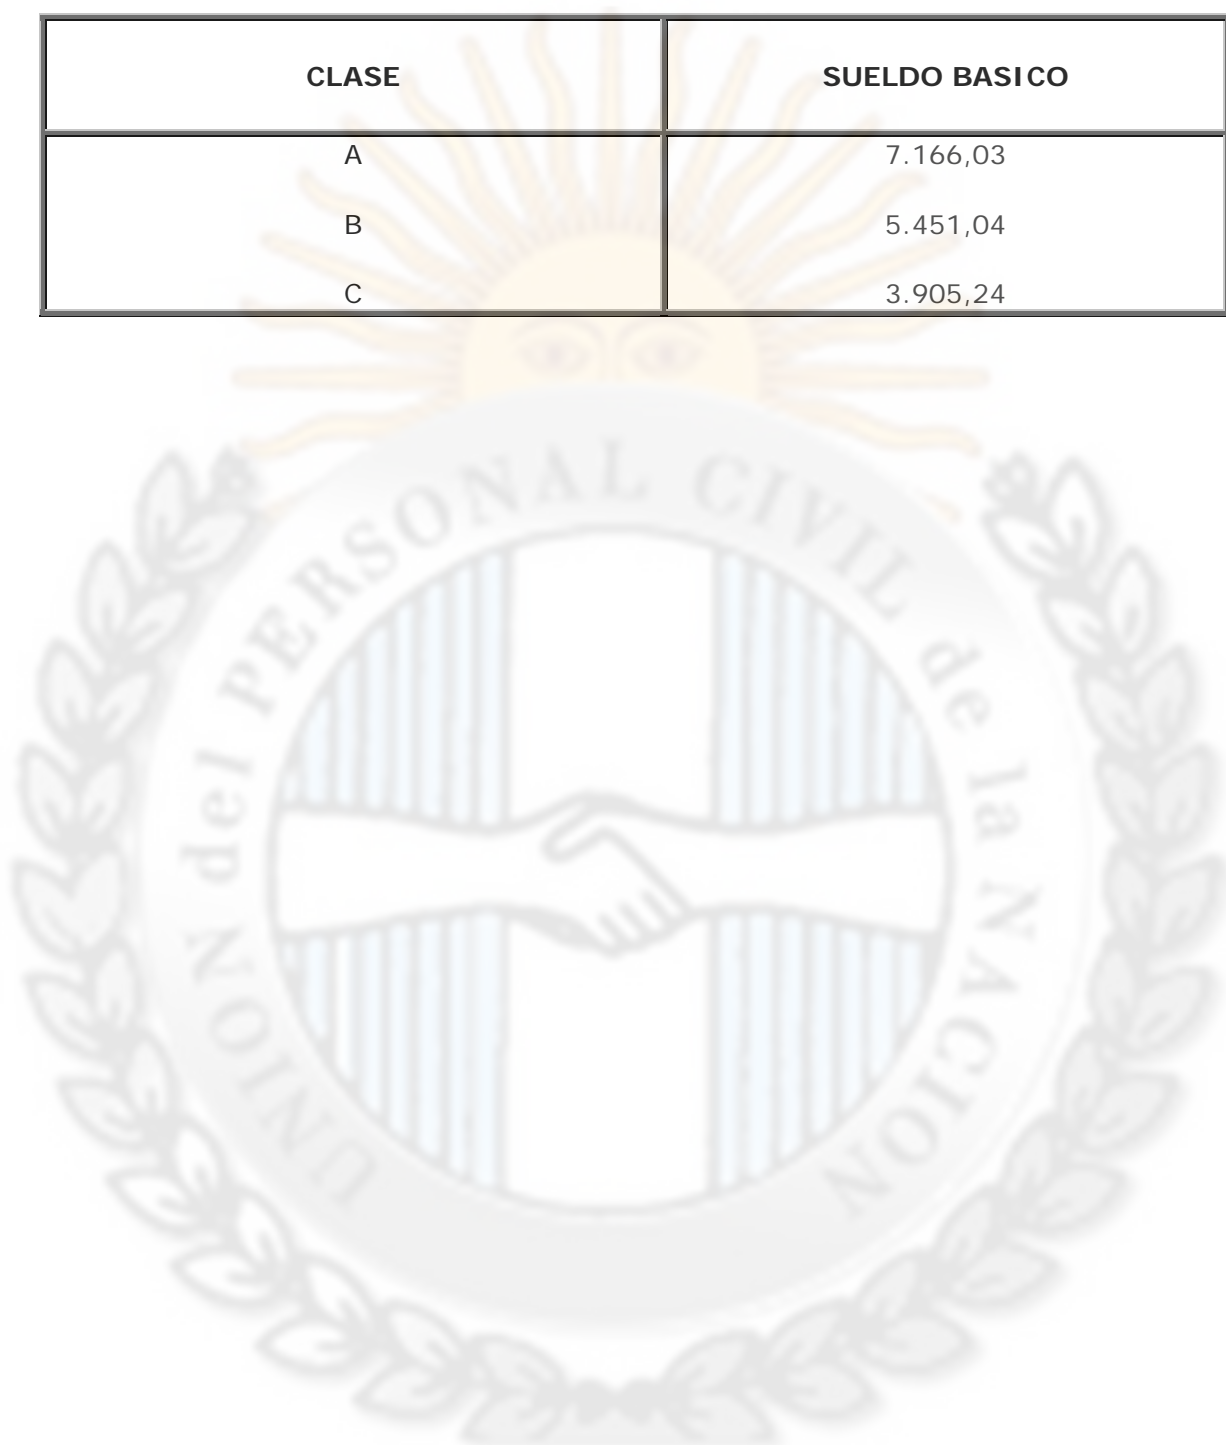 CLASE SUELDO BASICO
A 7.166,03
B 5.451,04
C 3.905,24
UNION del PERSONAL CIVIL de la NACION